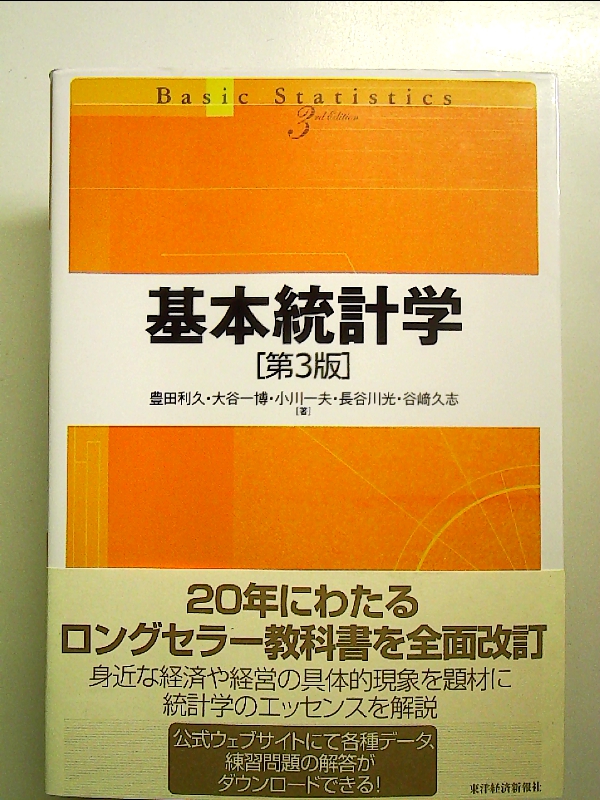 Basic Statistics
3rd Edition
基本統計学
[第3版]
豊田利久・大谷一博・小川一夫・長谷川光・谷﨑久志
[著]
20年にわたる
ロングセラー教科書を全面改訂
身近な経済や経営の具体的現象を題材に
統計学のエッセンスを解説
公式ウェブサイトにて各種データ、
練習問題の解答が
ダウンロードできる!
東洋経済新報社